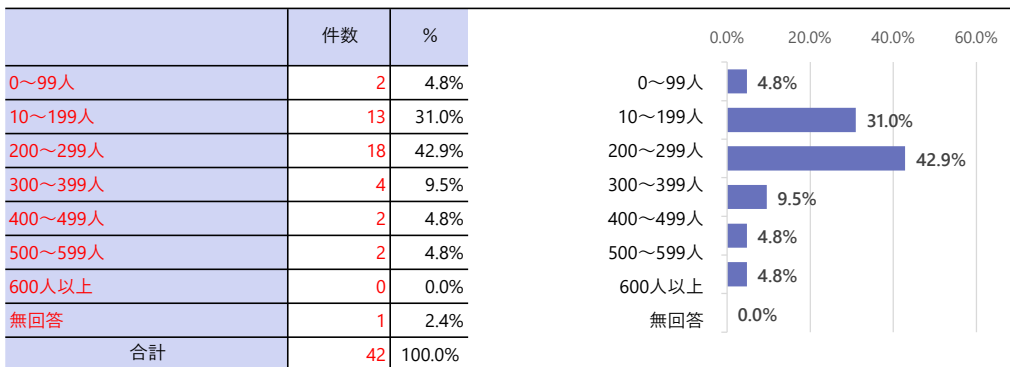 件数 %
0～99人 2 4.8%
10～199人 13 31.0%
200～299人 18 42.9%
300～399人 4 9.5%
400～499人 2 4.8%
500～599人 2 4.8%
600人以上 0 0.0%
無回答 1 2.4%
合計 42 100.0%
0.0% 20.0% 40.0% 60.0%
0～99人 4.8%
10～199人 31.0%
200～299人 42.9%
300～399人 9.5%
400～499人 4.8%
500～599人 4.8%
600人以上
無回答 0.0%